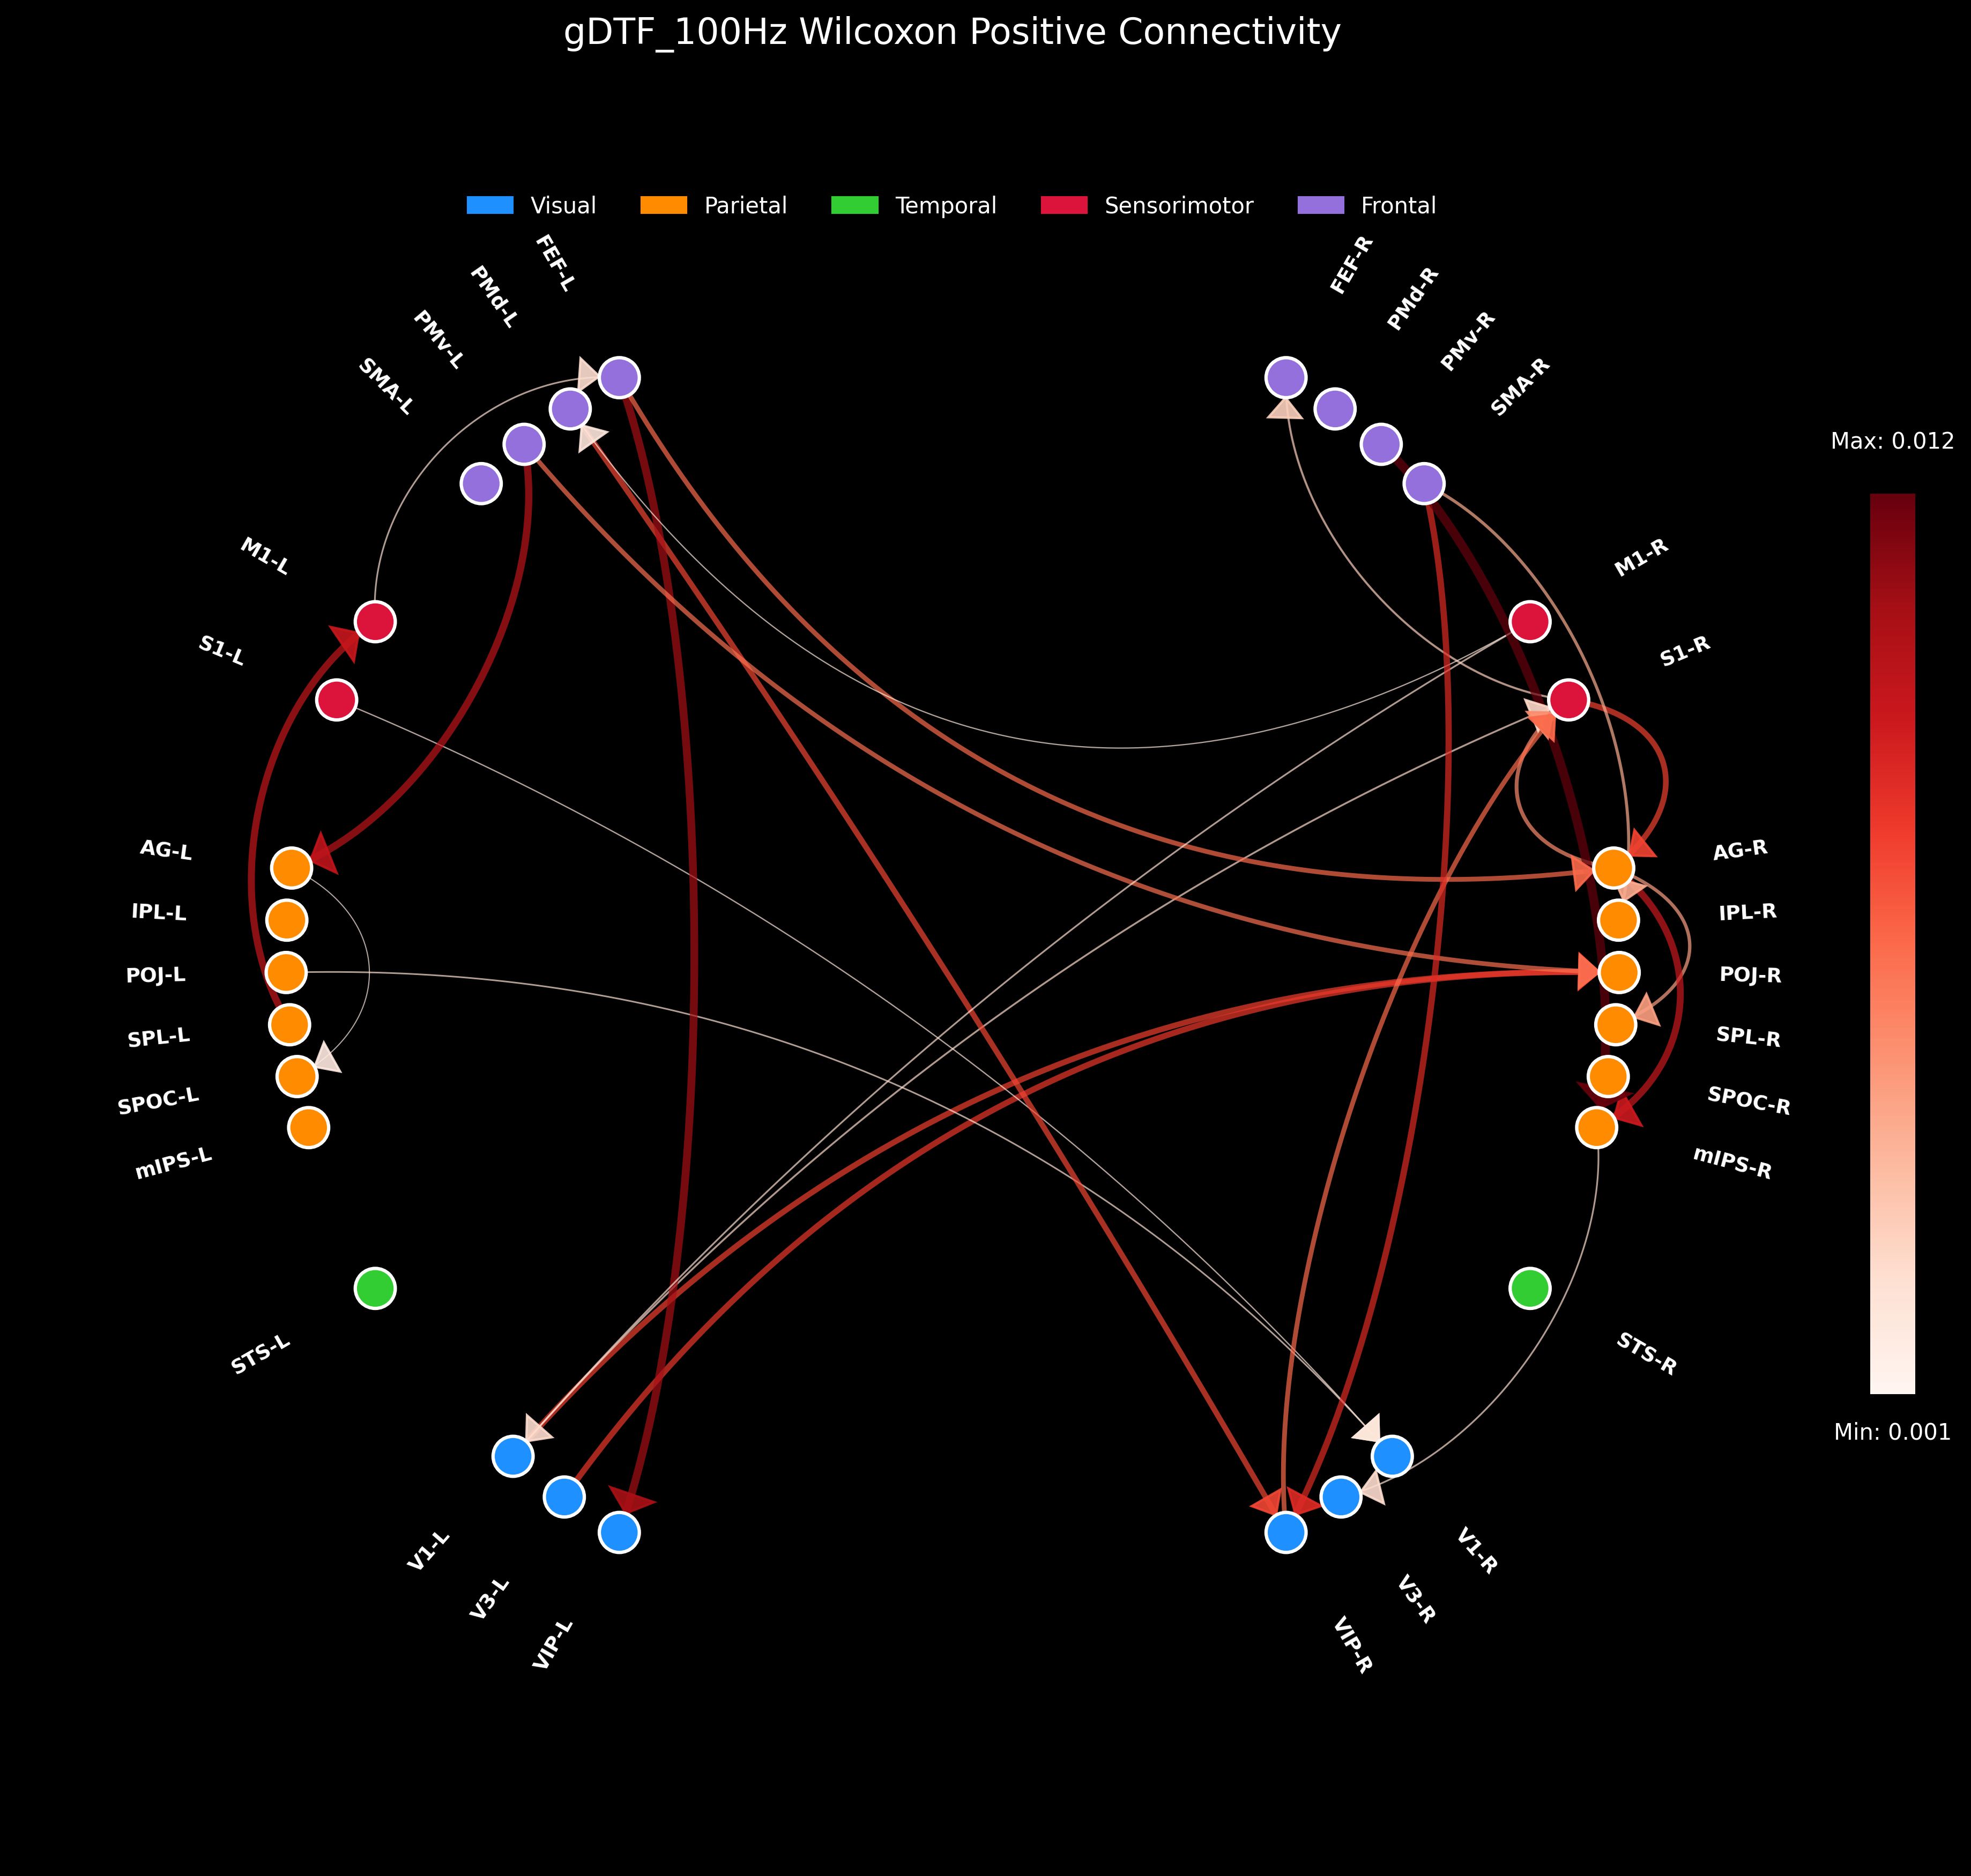 gDTF_100Hz Wilcoxon Positive Connectivity
Visual
Parietal
Temporal
Sensorimotor
Frontal
FEF-L
PMd-L
PMv-L
SMA-L
M1-L
S1-L
AG-L
IPL-L
POJ-L
SPL-L
SPOC-L
mIPS-L
STS-L
V1-L
V3-L
VIP-L
FEF-R
PMd-R
PMv-R
SMA-R
M1-R
S1-R
AG-R
IPL-R
POJ-R
SPL-R
SPOC-R
mIPS-R
STS-R
V1-R
V3-R
VIP-R
Max: 0.012
Min: 0.001